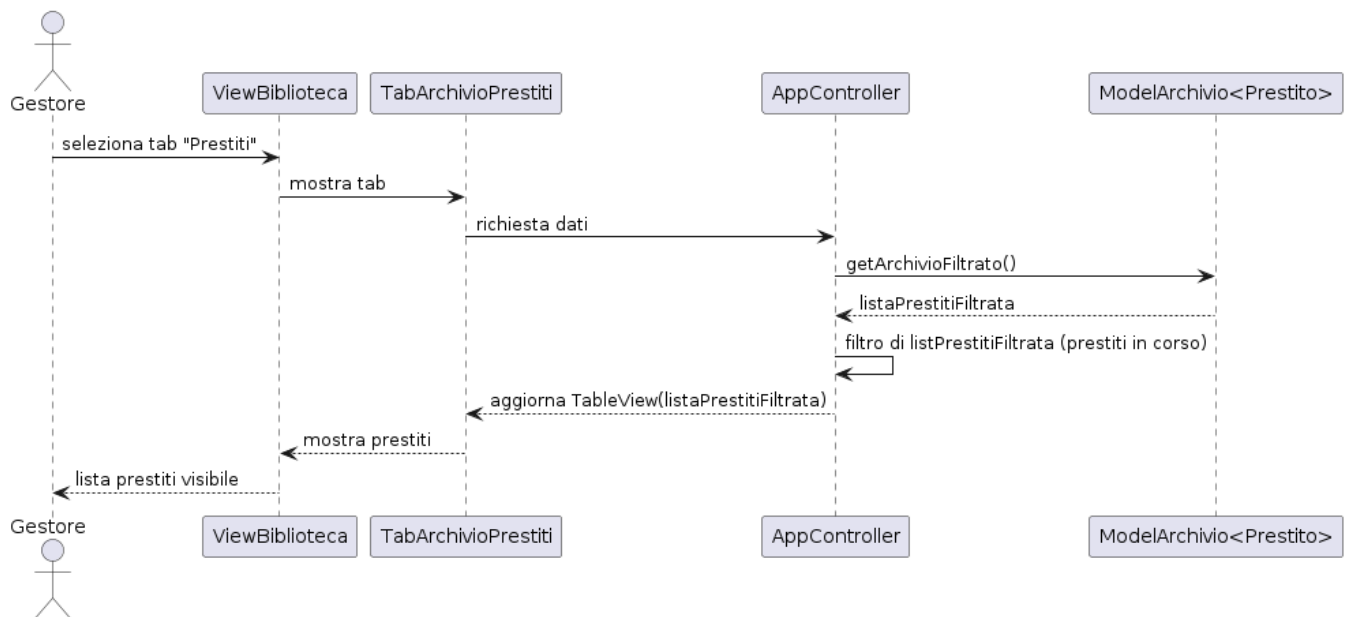 Gestore
ViewBiblioteca
TabArchivioPrestiti
AppController
ModelArchivio<Prestito>
seleziona tab "Prestiti"
mostra tab
richiesta dati
getArchivioFiltrato()
listaPrestitiFiltrata
filtro di listPrestitiFiltrata (prestiti in corso)
aggiorna TableView(listaPrestitiFiltrata)
mostra prestiti
lista prestiti visibile
Gestore
ViewBiblioteca
TabArchivioPrestiti
AppController
ModelArchivio<Prestito>